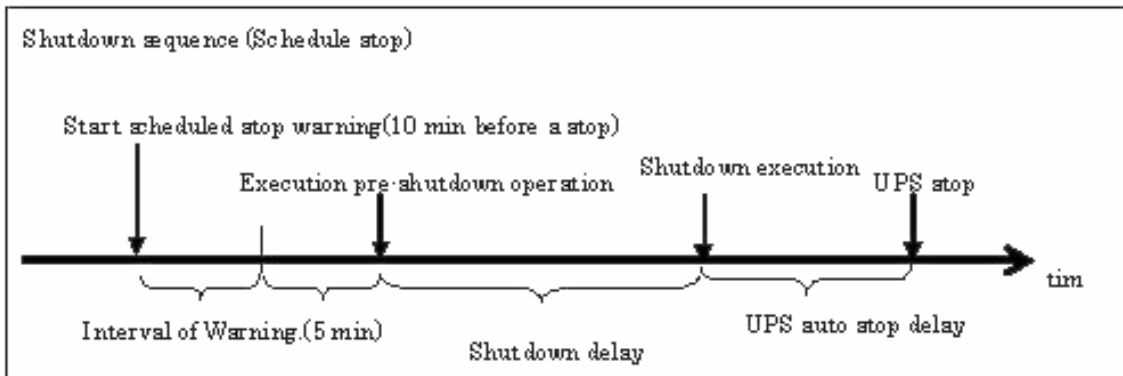 Shutdown sequence (Schedule stop)
Start scheduled stop warning(10 min before a stop)
Execution pre-shutdown operation
Shutdown execution
UPS stop
tim
Interval of Warning.(5 min)
Shutdown delay
UPS auto stop delay